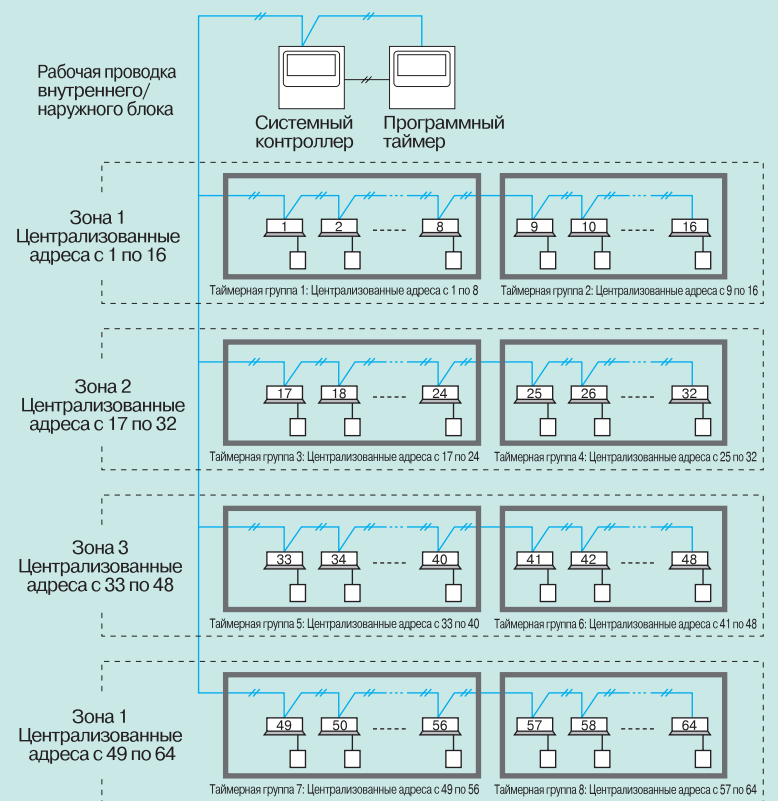 Рабочая проводка
внутреннего/
наружного блока
Системный
контроллер
Программный
таймер
Зона 1
Централизованные
адреса с 1 по 16
1 2 8 9 10 16
Таймерная группа 1: Централизованные адреса с 1 по 8
Таймерная группа 2: Централизованные адреса с 9 по 16
Зона 2
Централизованные
адреса с 17 по 32
17 18 24 25 26 32
Таймерная группа 3: Централизованные адреса с 17 по 24
Таймерная группа 4: Централизованные адреса с 25 по 32
Зона 3
Централизованные
адреса с 33 по 48
33 34 40 41 42 48
Таймерная группа 5: Централизованные адреса с 33 по 40
Таймерная группа 6: Централизованные адреса с 41 по 48
Зона 1
Централизованные
адреса с 49 по 64
49 50 56 57 58 64
Таймерная группа 7: Централизованные адреса с 49 по 56
Таймерная группа 8: Централизованные адреса с 57 по 64